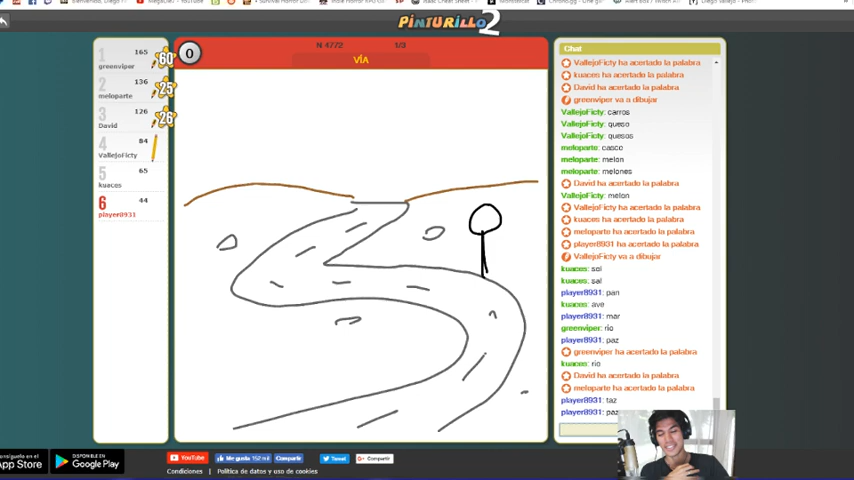 PINTURILLO 2
0
N 4772
1/3
VÍA
1
165
greenviper
60
2
136
meloparte
25
3
126
David
26
4
84
VallejoFicty
5
65
kuaces
6
44
player8931
Chat
VallejoFicty ha acertado la palabra
kuaces ha acertado la palabra
David ha acertado la palabra
greenviper va a dibujar
VallejoFicty: carros
VallejoFicty: queso
VallejoFicty: quesos
meloparte: casco
meloparte: melon
meloparte: melones
David ha acertado la palabra
VallejoFicty: melon
VallejoFicty ha acertado la palabra
kuaces ha acertado la palabra
meloparte ha acertado la palabra
player8931 ha acertado la palabra
VallejoFicty va a dibujar
kuaces: sol
kuaces: sal
player8931: pan
kuaces: ave
player8931: mar
greenviper: rio
player8931: paz
greenviper ha acertado la palabra
kuaces: rio
David ha acertado la palabra
meloparte ha acertado la palabra
player8931: taz
player8931: paz
App Store
DISPONIBLE EN
Google Play
YouTube
Me gusta 152 mil
Compartir
Tweet
Compartir
Condiciones | Política de datos y uso de cookies